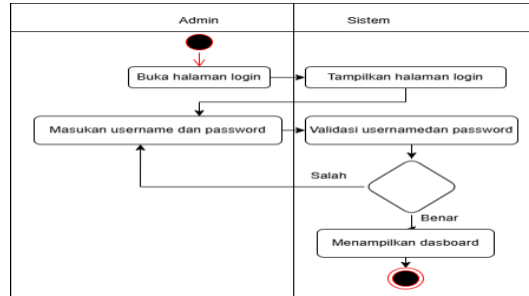 Admin
Sistem
Buka halaman login
Tampilkan halaman login
Masukan username dan password
Validasi usernamedan password
Salah
Benar
Menampilkan dasboard